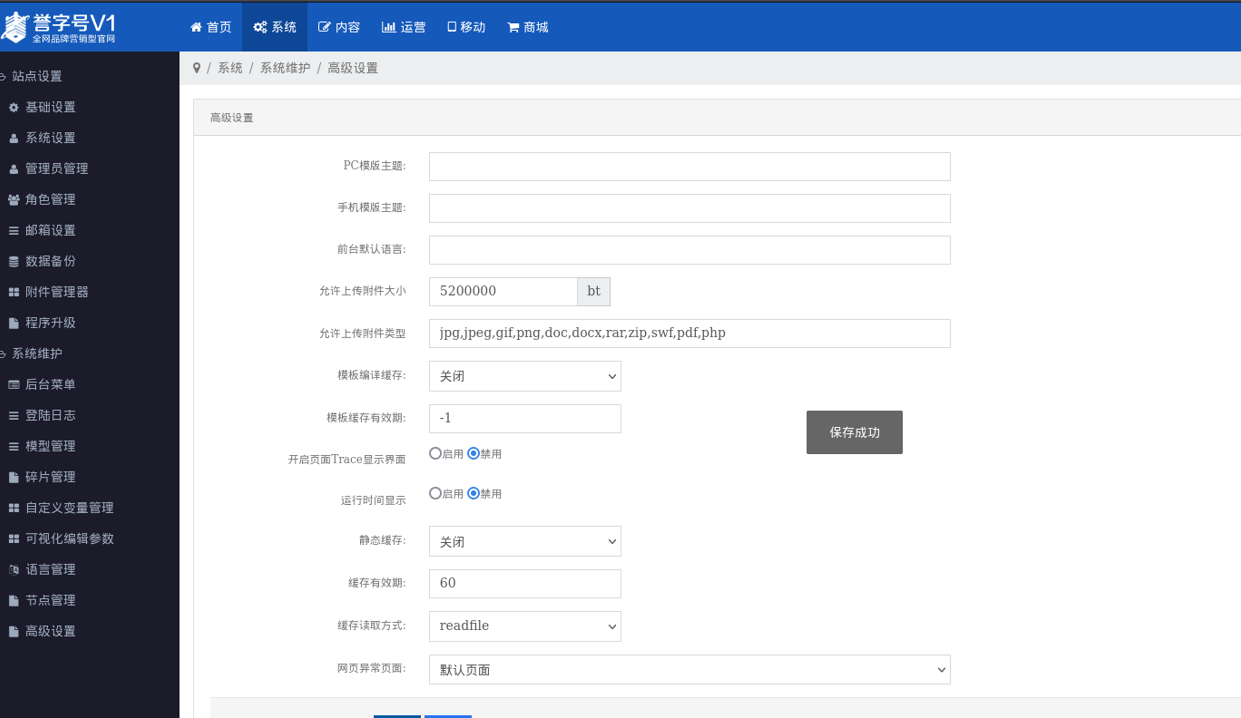 誉字号V1
全网品牌营销型官网
首页 系统 内容 运营 移动 商城
/ 系统 / 系统维护 / 高级设置
站点设置
基础设置
系统设置
管理员管理
角色管理
邮箱设置
数据备份
附件管理器
程序升级
系统维护
后台菜单
登陆日志
模型管理
碎片管理
自定义变量管理
可视化编辑参数
语言管理
节点管理
高级设置
高级设置
PC模版主题:
手机模版主题:
前台默认语言:
允许上传附件大小 5200000 bt
允许上传附件类型 jpg,jpeg,gif,png,doc,docx,rar,zip,swf,pdf,php
模板编译缓存: 关闭
模板缓存有效期: -1
保存成功
开启页面Trace显示界面 启用 禁用
运行时间显示 启用 禁用
静态缓存: 关闭
缓存有效期: 60
缓存读取方式: readfile
网页异常页面: 默认页面